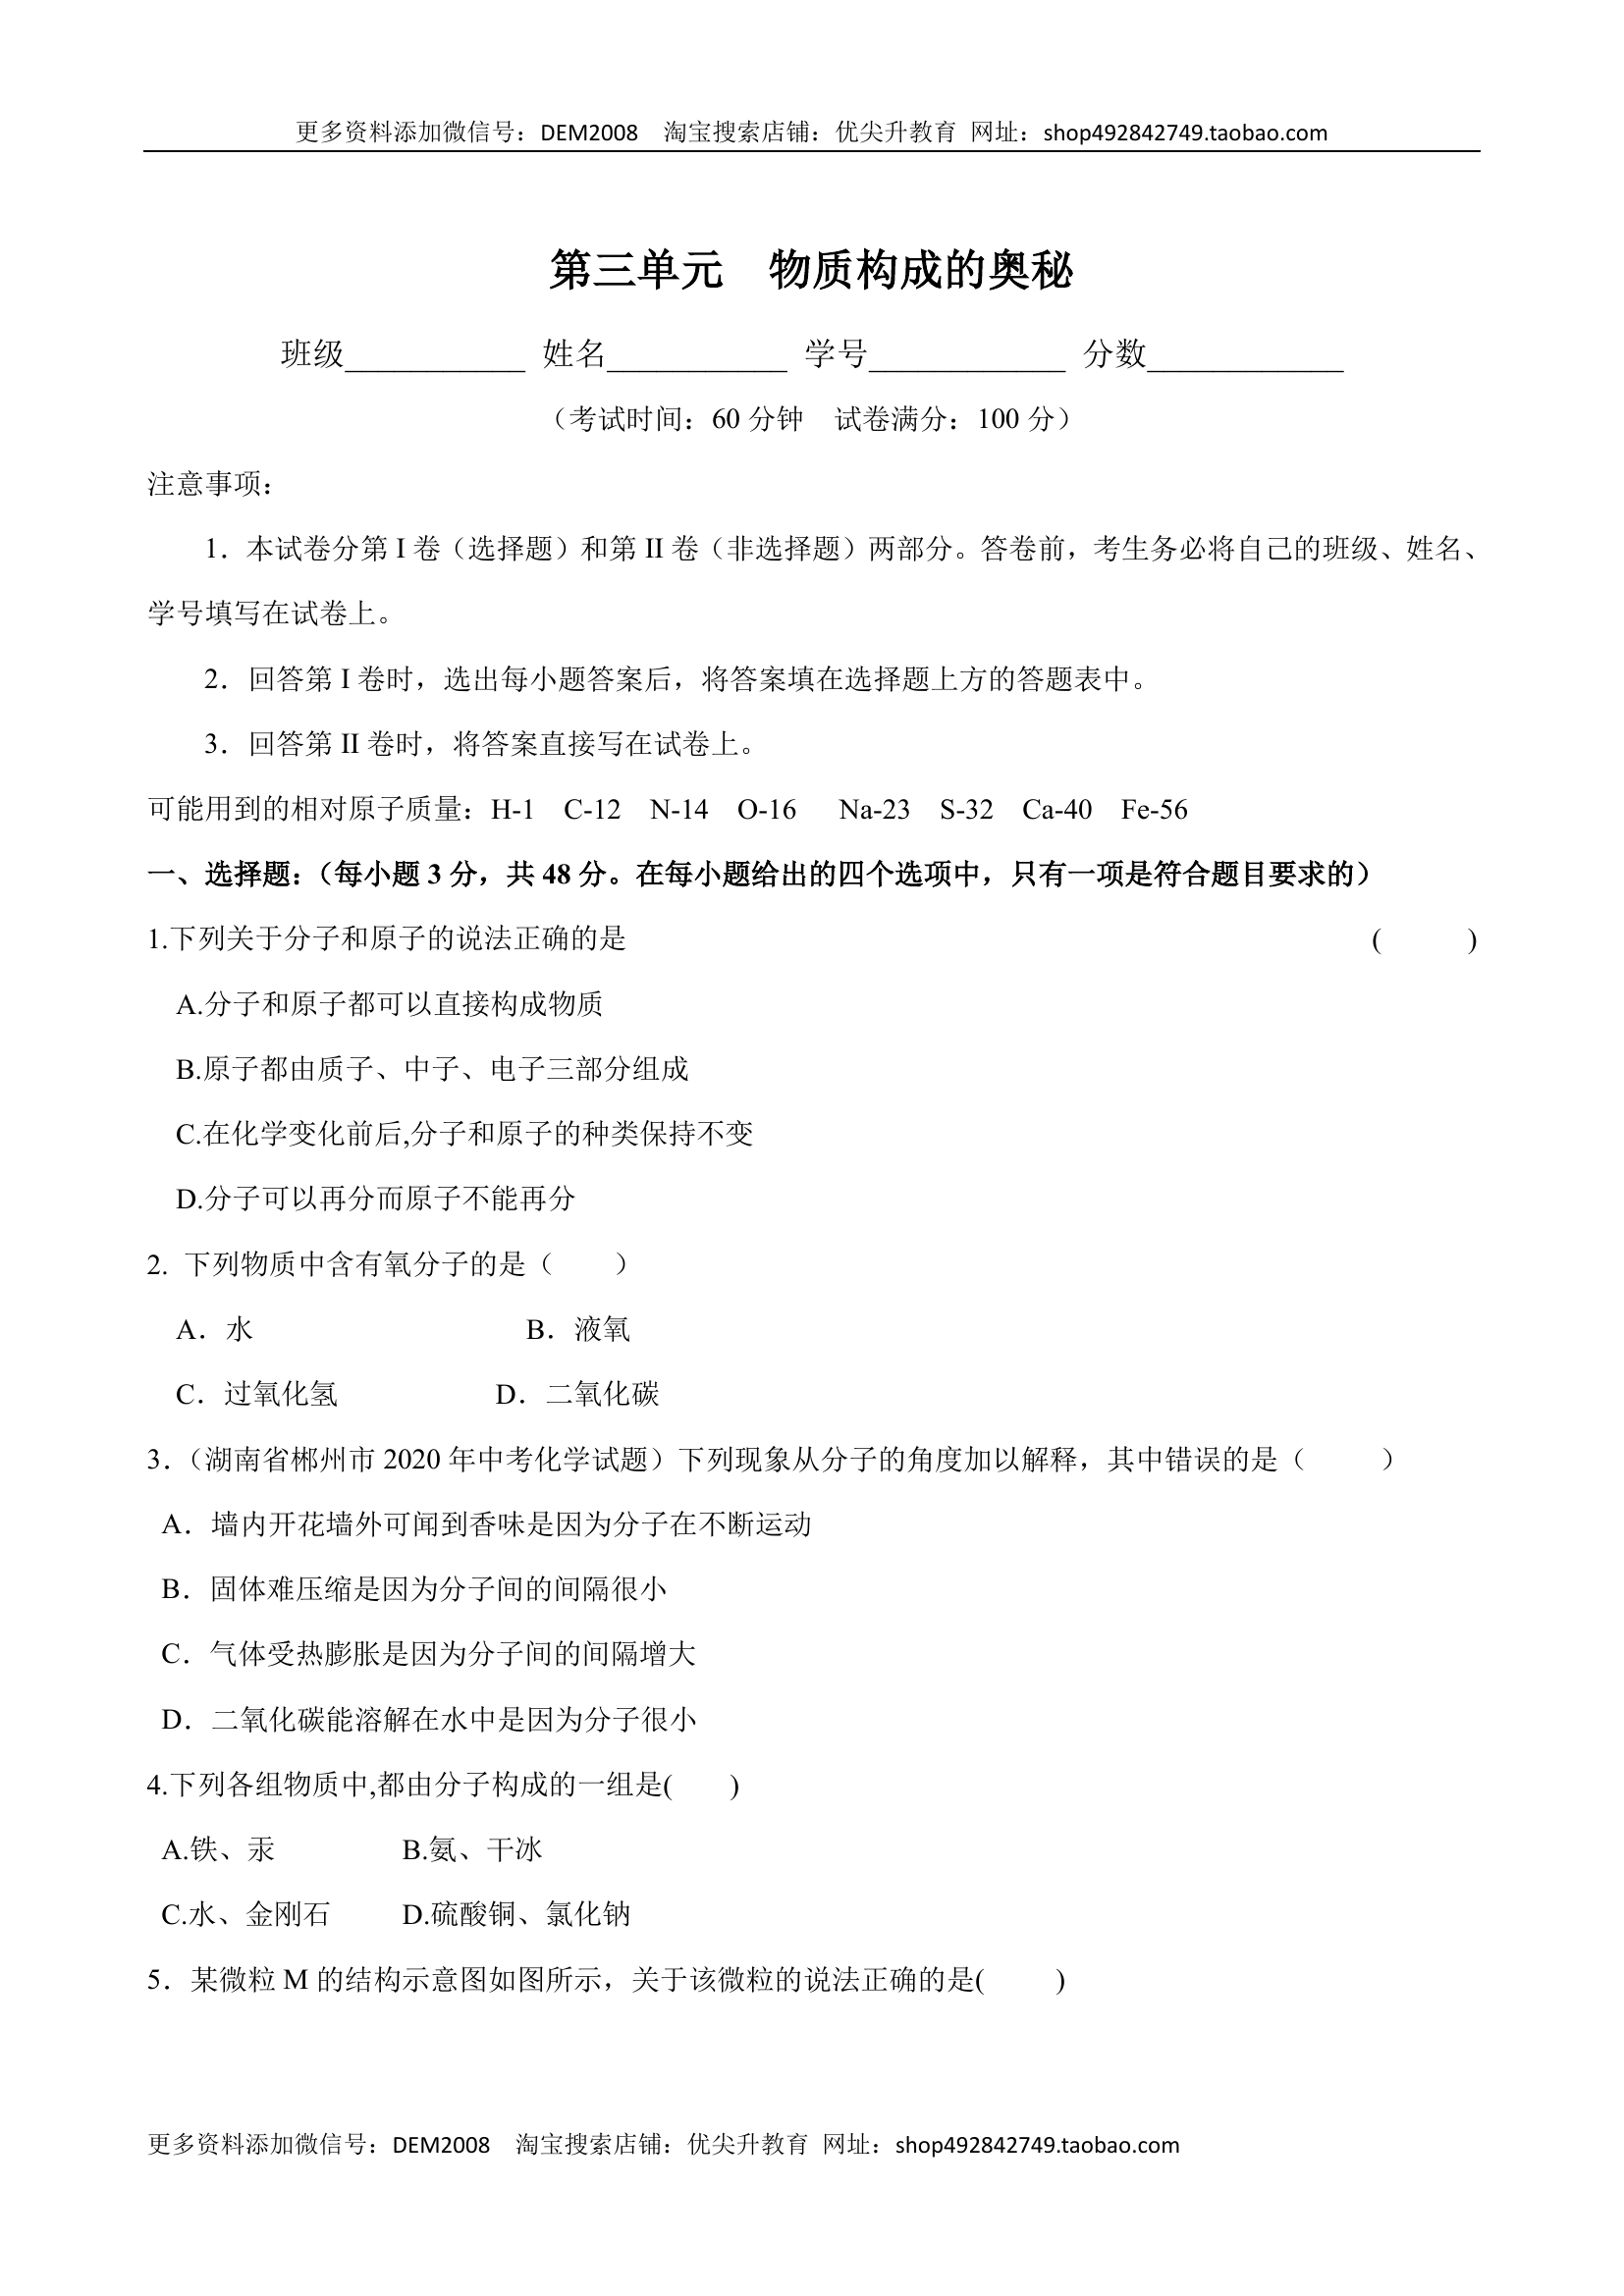 更多资料添加微信号：DEM2008  淘宝搜索店铺：优尖升教育 网址：shop492842749.taobao.com
第三单元  物质构成的奥秘
班级___________ 姓名___________ 学号____________ 分数____________
（考试时间：60 分钟  试卷满分：100 分）
注意事项：
1．本试卷分第 I 卷（选择题）和第 II 卷（非选择题）两部分。答卷前，考生务必将自己的班级、姓名、
学号填写在试卷上。
2．回答第 I 卷时，选出每小题答案后，将答案填在选择题上方的答题表中。
3．回答第 II 卷时，将答案直接写在试卷上。
可能用到的相对原子质量：H-1  C-12  N-14  O-16  Na-23  S-32  Ca-40  Fe-56
一、选择题：（每小题 3 分，共 48 分。在每小题给出的四个选项中，只有一项是符合题目要求的）
1.下列关于分子和原子的说法正确的是 (    )
A.分子和原子都可以直接构成物质
B.原子都由质子、中子、电子三部分组成
C.在化学变化前后,分子和原子的种类保持不变
D.分子可以再分而原子不能再分
2. 下列物质中含有氧分子的是（    ）
A．水    B．液氧
C．过氧化氢    D．二氧化碳
3．（湖南省郴州市 2020 年中考化学试题）下列现象从分子的角度加以解释，其中错误的是（    ）
A．墙内开花墙外可闻到香味是因为分子在不断运动
B．固体难压缩是因为分子间的间隔很小
C．气体受热膨胀是因为分子间的间隔增大
D．二氧化碳能溶解在水中是因为分子很小
4.下列各组物质中,都由分子构成的一组是(    )
A.铁、汞    B.氨、干冰
C.水、金刚石    D.硫酸铜、氯化钠
5．某微粒 M 的结构示意图如图所示，关于该微粒的说法正确的是(    )
更多资料添加微信号：DEM2008  淘宝搜索店铺：优尖升教育 网址：shop492842749.taobao.com